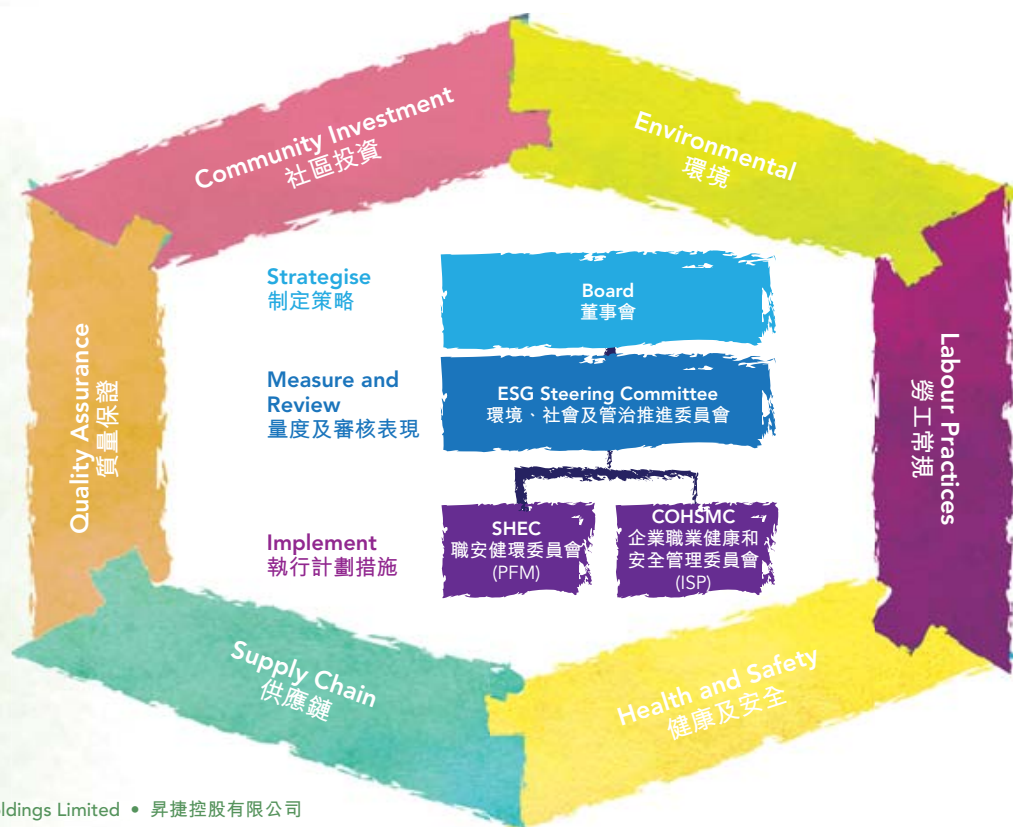 Community Investment
社區投資
Environmental
環境
Strategise
制定策略
Board
董事會
Measure and
Review
量度及審核表現
ESG Steering Committee
環境、社會及管治推進委員會
Implement
執行計劃措施
SHEC
職安健環委員會
(PFM)
COHSMC
企業職業健康和
安全管理委員會
(ISP)
Quality Assurance
質量保證
Labour Practices
勞工常規
Supply Chain
供應鏈
Health and Safety
健康及安全
Limited • 昇捷控股有限公司